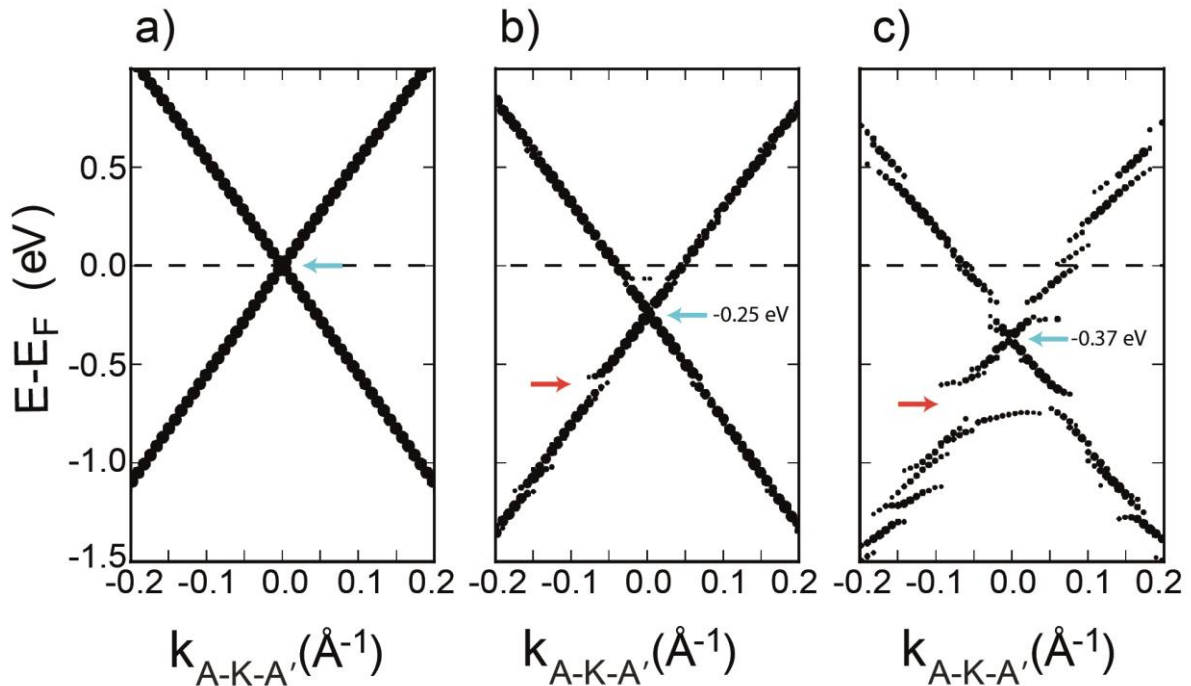 a) b) c)
E-E_F (eV)
0.5
0.0
-0.5
-1.0
-1.5
-0.25 eV
-0.37 eV
-0.2 -0.1 0.0 0.1 0.2 -0.2 -0.1 0.0 0.1 0.2 -0.2 -0.1 0.0 0.1 0.2
k_A-K-A' (Å⁻¹) k_A-K-A' (Å⁻¹) k_A-K-A' (Å⁻¹)